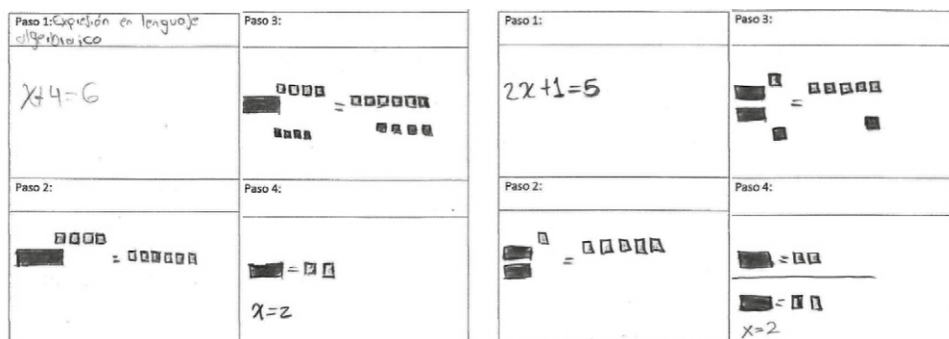 Paso 1: Expresión en lenguaje
algebraico
x+4=6
Paso 3:
=
Paso 2:
=
Paso 4:
=
x=2
Paso 1:
2x+1=5
Paso 3:
=
Paso 2:
=
Paso 4:
=
=
x=2